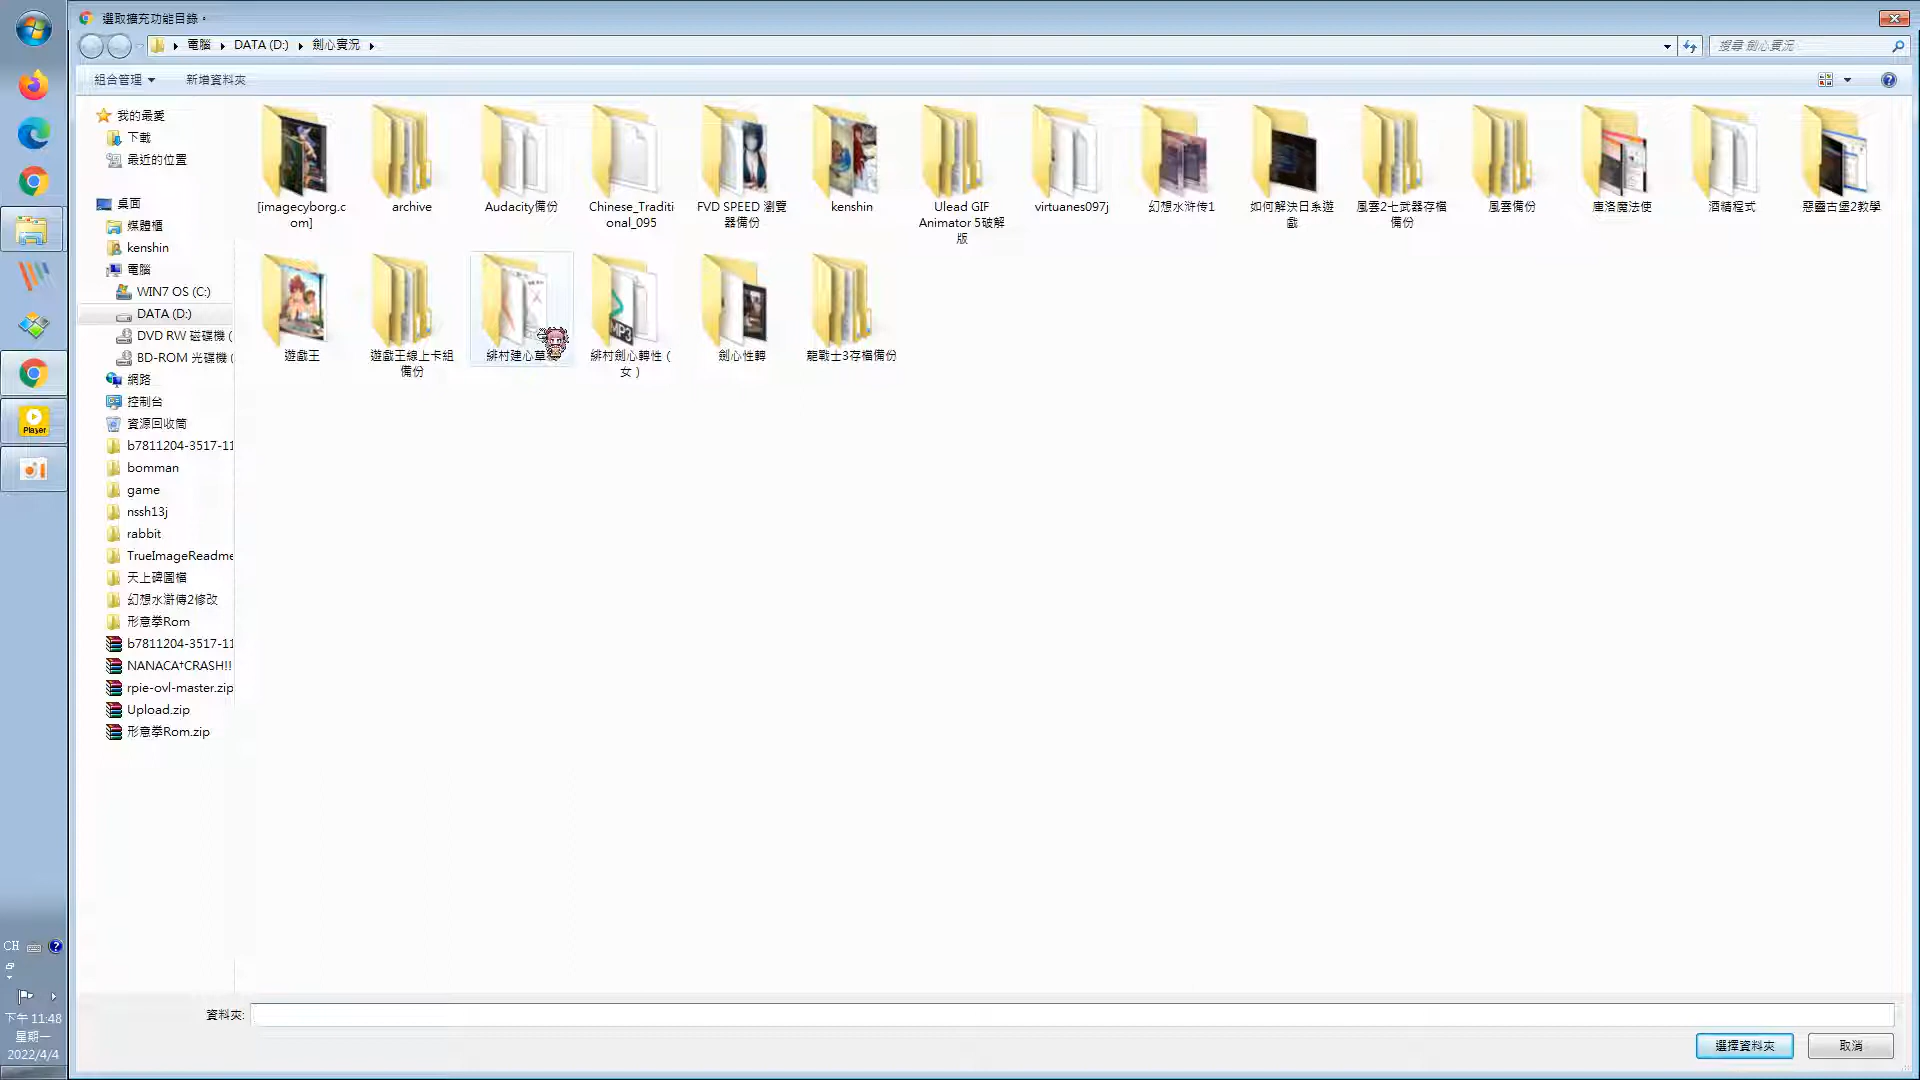 選取擴充功能目錄。
電腦
DATA (D:)
劍心實況
搜尋 劍心實況
組合管理
新增資料夾
我的最愛
下載
最近的位置
桌面
媒體櫃
kenshin
電腦
WIN7 OS (C:)
DATA (D:)
DVD RW 磁碟機 (
BD-ROM 光碟機 (
網路
控制台
資源回收筒
b7811204-3517-11
bomman
game
nssh13j
rabbit
TrueImageReadme
天上碑圖檔
幻想水滸傳2修改
形意拳Rom
b7811204-3517-11
NANACA†CRASH!!
rpie-ovl-master.zip
Upload.zip
形意拳Rom.zip
[imagecyborg.c
om]
archive
Audacity備份
Chinese_Traditi
onal_095
FVD SPEED 瀏覽
器備份
kenshin
Ulead GIF
Animator 5破解
版
virtuanes097j
幻想水浒传1
如何解決日系遊
戲
風雲2七武器存檔
備份
風雲備份
庫洛魔法使
酒精程式
惡靈古堡2教學
遊戲王
遊戲王線上卡組
備份
緋村建心草
緋村劍心轉性 (
女 )
MP3
劍心性轉
龍戰士3存檔備份
資料夾:
選擇資料夾
取消
Player
CH
下午 11:48
星期一
2022/4/4